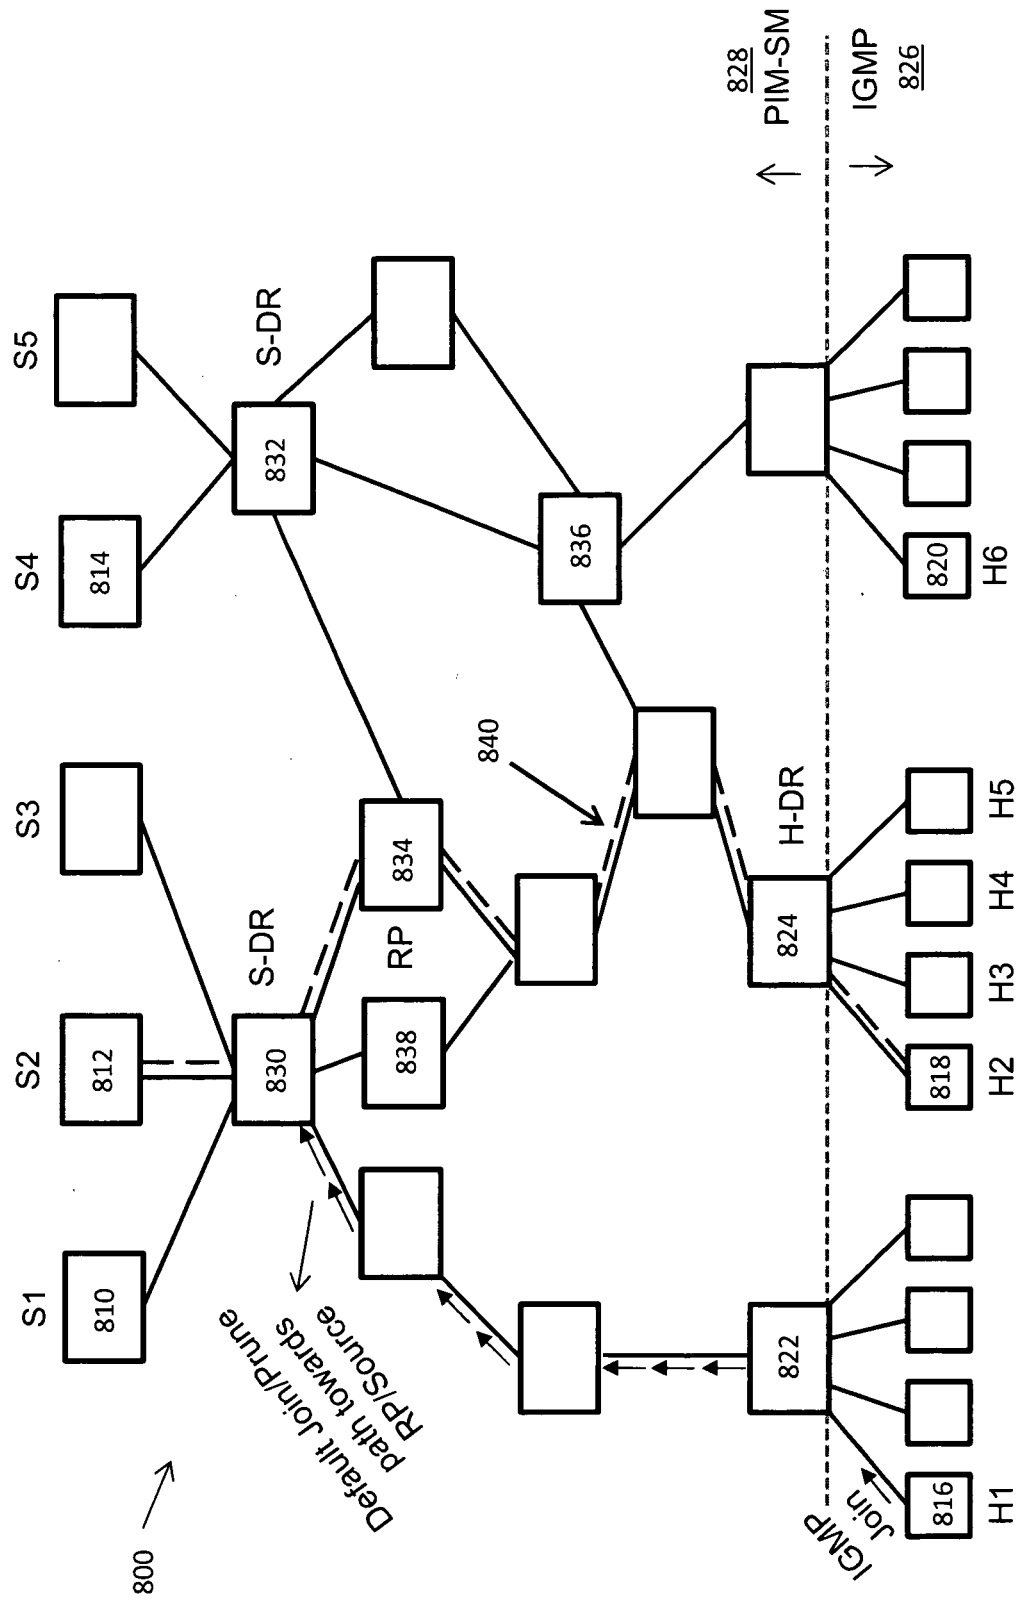 800
S1
S2
S3
S4
S5
810
812
814
830
S-DR
832
S-DR
Default Join/Prune
path towards
RP/Source
838
RP
834
840
836
828
PIM-SM
IGMP
826
822
824
H-DR
IGMP
Join
816
818
820
H1
H2
H3
H4
H5
H6